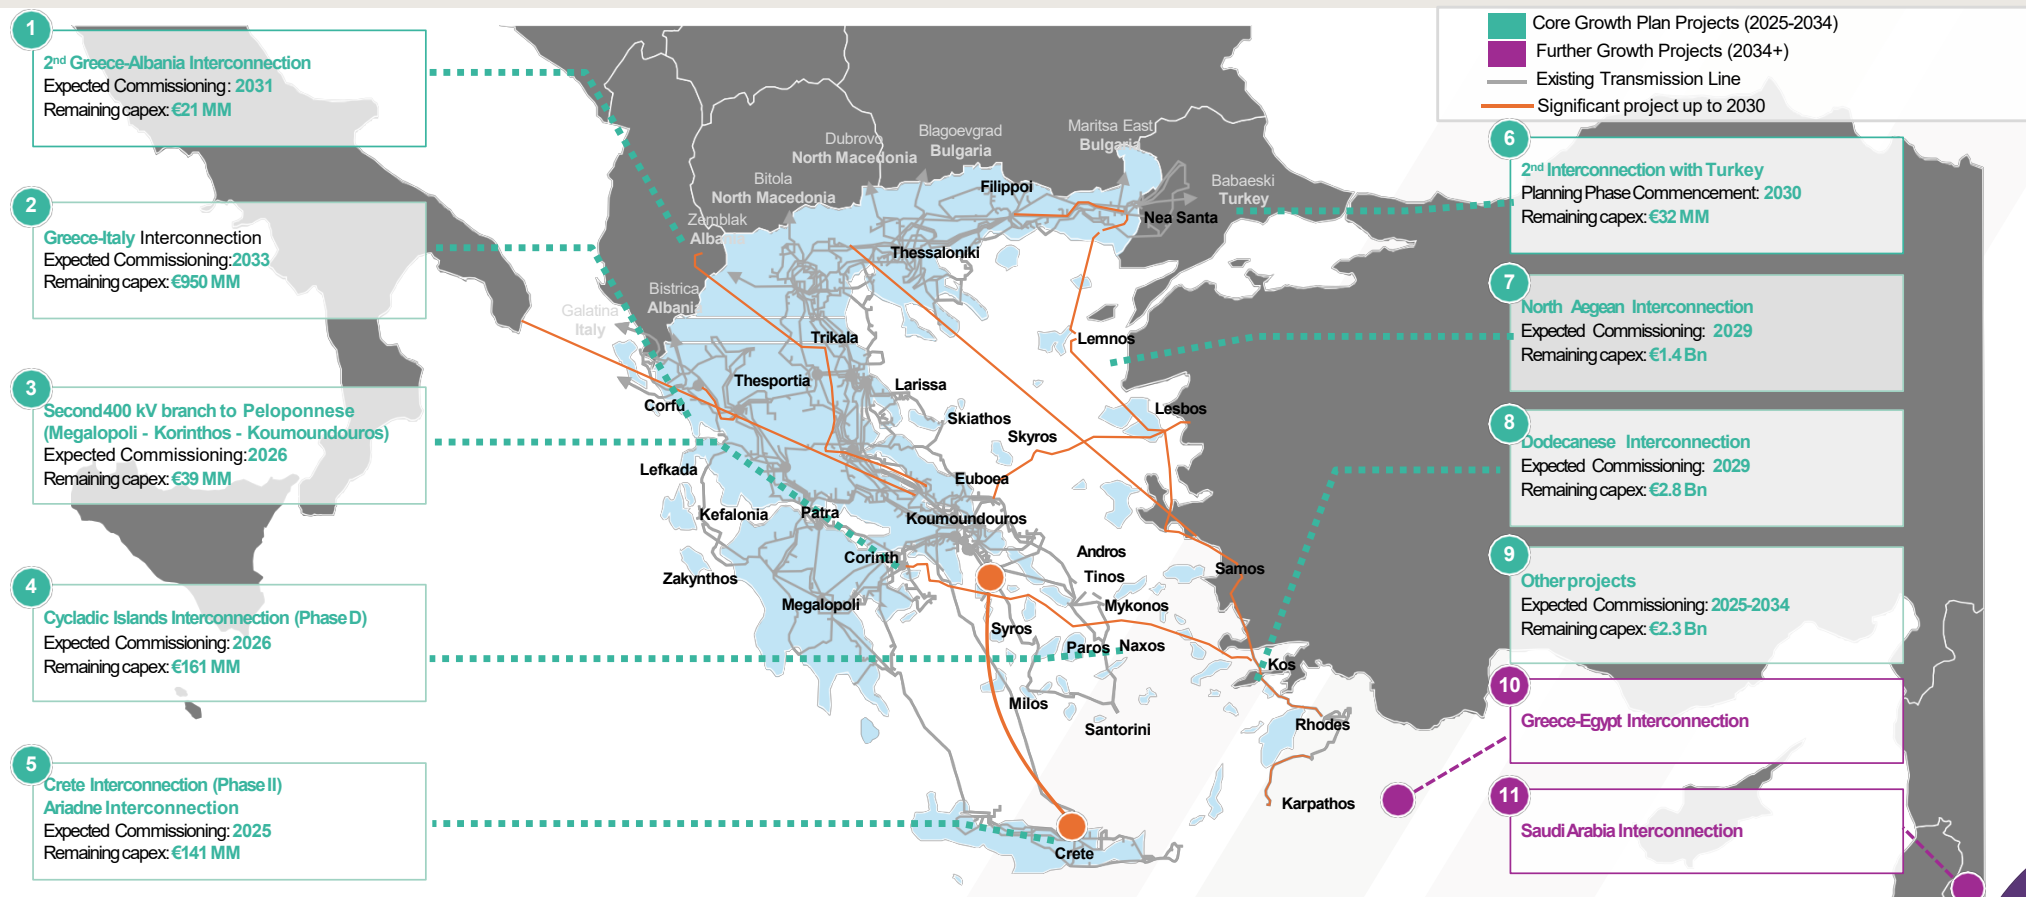 1
2nd Greece-Albania Interconnection
Expected Commissioning: 2031
Remaining capex: €21 MM
2
Greece-Italy Interconnection
Expected Commissioning: 2033
Remaining capex: €950 MM
3
Second 400 kV branch to Peloponnese
(Megalopoli - Korinthos - Koumoundouros)
Expected Commissioning: 2026
Remaining capex: €39 MM
4
Cycladic Islands Interconnection (Phase D)
Expected Commissioning: 2026
Remaining capex: €161 MM
5
Crete Interconnection (Phase II)
Ariadne Interconnection
Expected Commissioning: 2025
Remaining capex: €141 MM
Core Growth Plan Projects (2025-2034)
Further Growth Projects (2034+)
Existing Transmission Line
Significant project up to 2030
6
2nd Interconnection with Turkey
Planning Phase Commencement: 2030
Remaining capex: €32 MM
7
North Aegean Interconnection
Expected Commissioning: 2029
Remaining capex: €1.4 Bn
8
Dodecanese Interconnection
Expected Commissioning: 2029
Remaining capex: €2.8 Bn
9
Other projects
Expected Commissioning: 2025-2034
Remaining capex: €2.3 Bn
10
Greece-Egypt Interconnection
11
Saudi Arabia Interconnection
Maritsa East
Bulgaria
Blagoevgrad
Bulgaria
Dubrovo
North Macedonia
Bitola
North Macedonia
Zemblak
Albania
Babaeski
Turkey
Bistrica
Albania
Galatina
Italy
Filippoi
Nea Santa
Thessaloniki
Trikala
Lemnos
Thesportia
Larissa
Corfu
Skiathos
Lesbos
Skyros
Lefkada
Euboea
Kefalonia
Patra
Koumoundouros
Corinth
Andros
Zakynthos
Tinos
Samos
Megalopoli
Mykonos
Syros
Paros
Naxos
Kos
Milos
Santorini
Rhodes
Karpathos
Crete